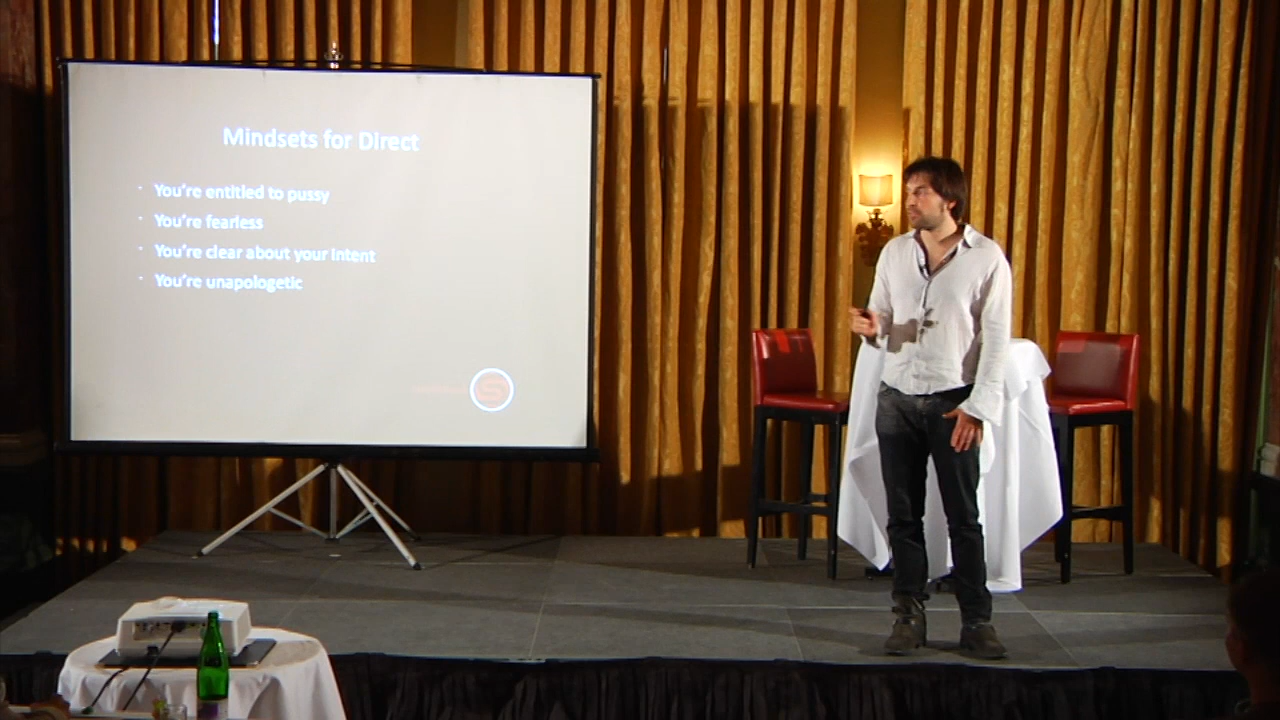 Mindsets for Direct
· You're entitled to pussy
· You're fearless
· You're clear about your intent
· You're unapologetic
S